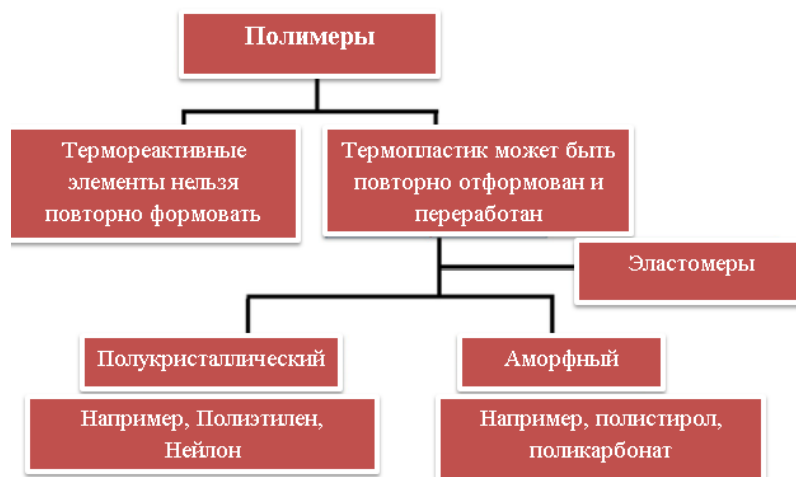 Полимеры
Термореактивные
элементы нельзя
повторно формовать
Термопластик может быть
повторно отформован и
переработан
Эластомеры
Полукристаллический
Аморфный
Например, Полиэтилен,
Нейлон
Например, полистирол,
поликарбонат